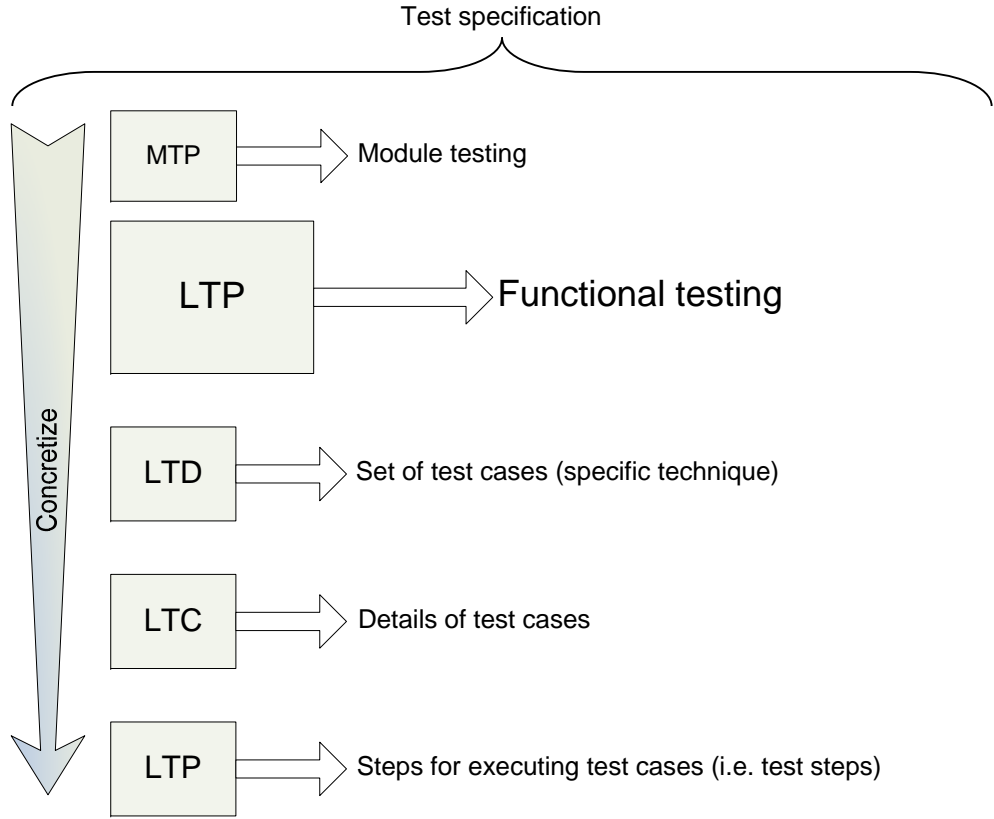 Test specification
MTP
Module testing
LTP
Functional testing
Concretize
LTD
Set of test cases (specific technique)
LTC
Details of test cases
LTP
Steps for executing test cases (i.e. test steps)